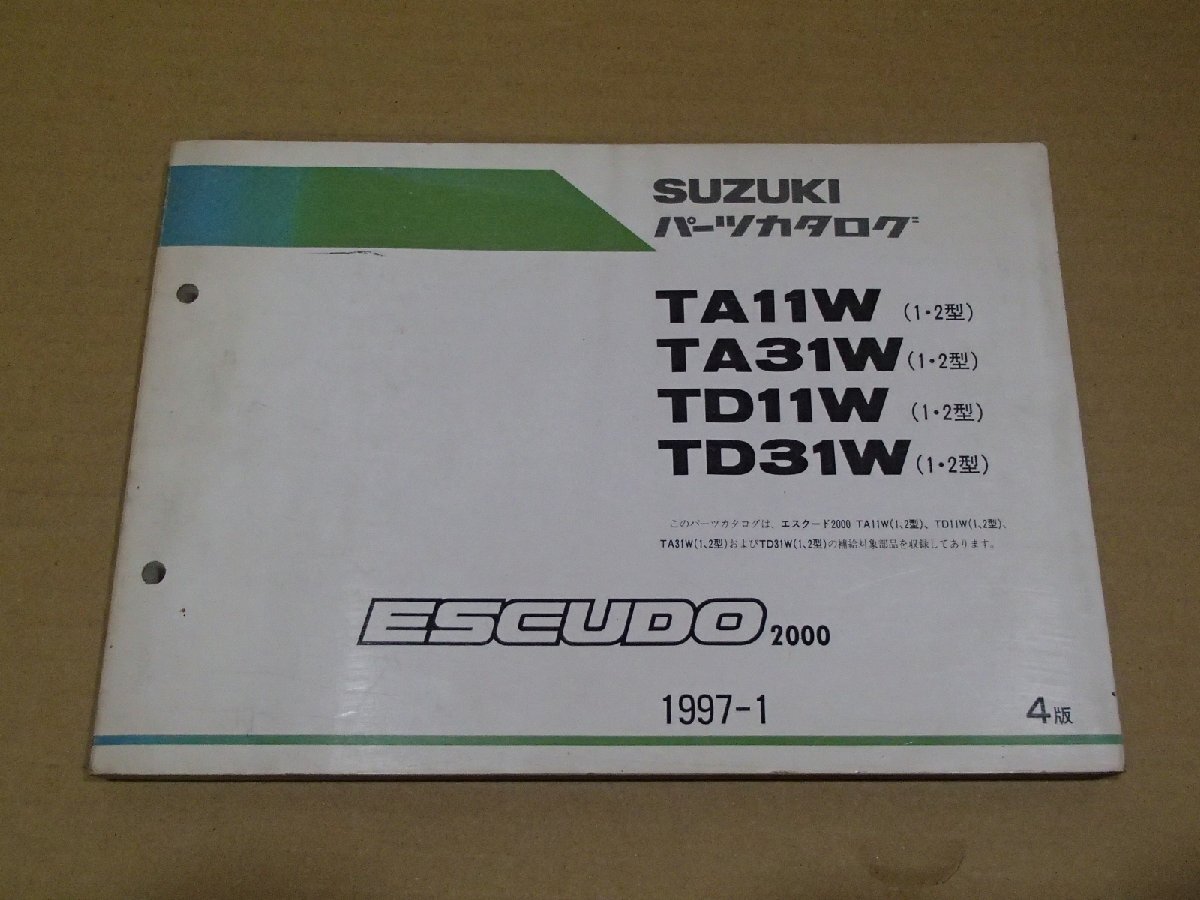 SUZUKI
パーツカタログ
TA11W (1・2型)
TA31W (1・2型)
TD11W (1・2型)
TD31W (1・2型)
このパーツカタログは、エスクード2000 TA11W(1、2型)、TD11W(1、2型)、
TA31W(1、2型)およびTD31W(1、2型)の補給対象部品を収録してあります。
ESCUDO 2000
1997-1 4版